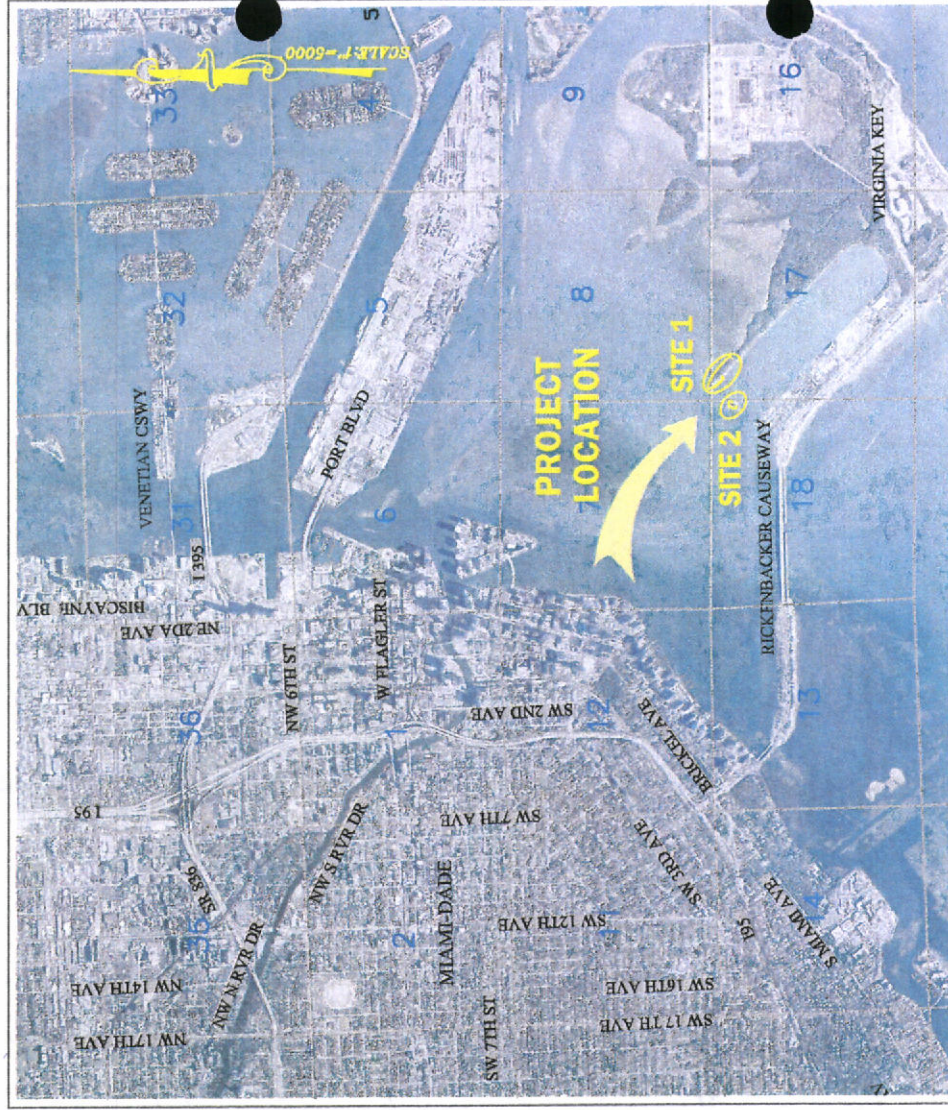 SCALE: 1"=5000
5
33
4
VENETIAN CSWY
32
31
I 395
BISCAYNE BLV
NE 2DA AVE
PORT BLVD
5
9
16
NW 6TH ST
6
W FLAGLER ST
36
I 95
SR 836
35
NW 14TH AVE
NW 17TH AVE
NW N RVR DR
NW S RVR DR
1
2
MIAMI-DADE
SW 7TH ST
SW 7TH AVE
SW 2ND AVE
12
SW 12TH AVE
11
SW 16TH AVE
SW 17TH AVE
SW 3RD AVE
I95
BRICKEL AVE
S MIAMI AVE
14
13
PROJECT
LOCATION
7
8
SITE 1
SITE 2
17
18
RICKENBACKER CAUSEWAY
VIRGINIA KEY